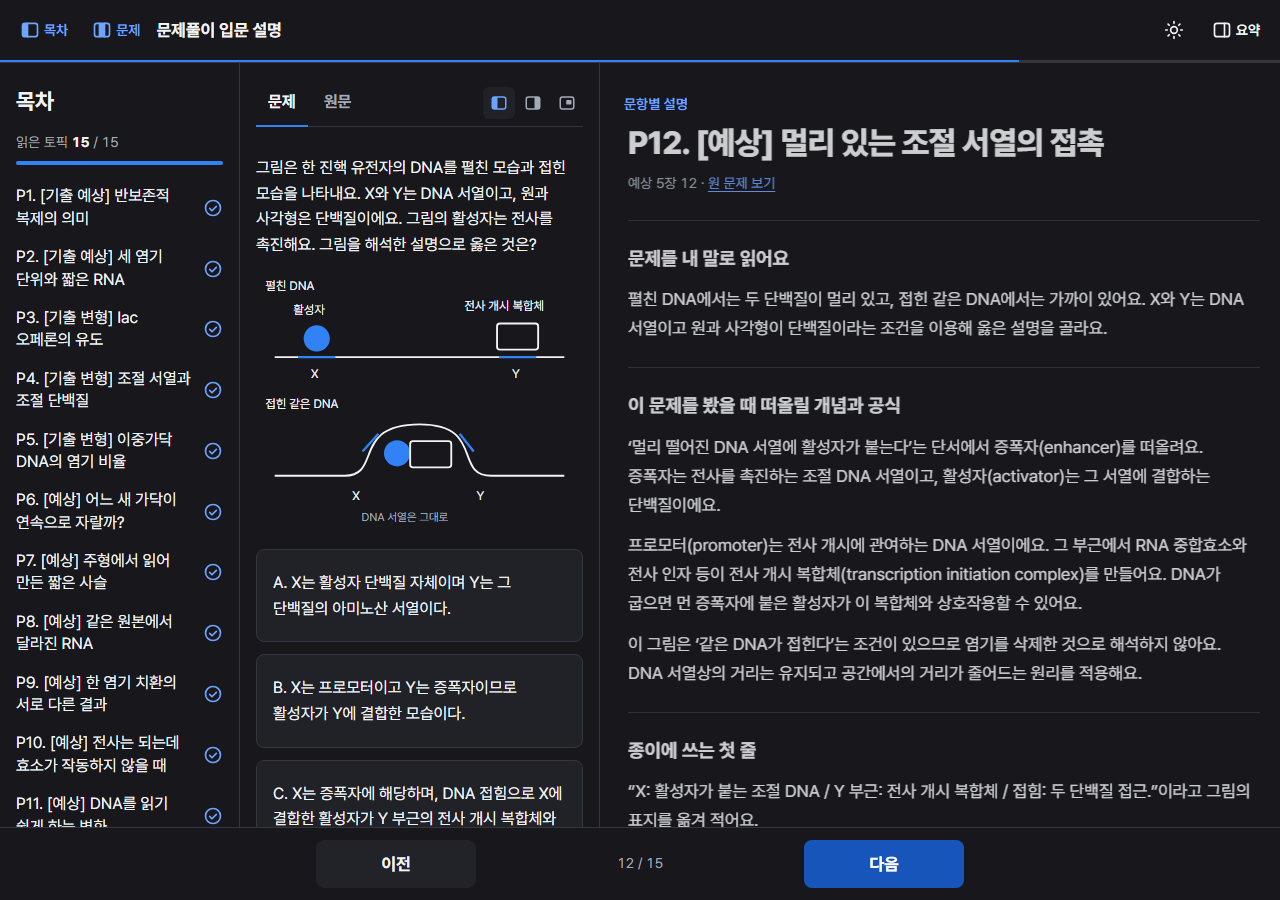 목차
문제
문제풀이 입문 설명
요약
목차
읽은 토픽 15 / 15
P1. [기출 예상] 반보존적
복제의 의미
P2. [기출 예상] 세 염기
단위와 짧은 RNA
P3. [기출 변형] lac
오페론의 유도
P4. [기출 변형] 조절 서열과
조절 단백질
P5. [기출 변형] 이중가닥
DNA의 염기 비율
P6. [예상] 어느 새 가닥이
연속으로 자랄까?
P7. [예상] 주형에서 읽어
만든 짧은 사슬
P8. [예상] 같은 원본에서
달라진 RNA
P9. [예상] 한 염기 치환의
서로 다른 결과
P10. [예상] 전사는 되는데
효소가 작동하지 않을 때
P11. [예상] DNA를 읽기
쉽게 하는 변화
문제
원문
그림은 한 진핵 유전자의 DNA를 펼친 모습과 접힌
모습을 나타내요. X와 Y는 DNA 서열이고, 원과
사각형은 단백질이에요. 그림의 활성자는 전사를
촉진해요. 그림을 해석한 설명으로 옳은 것은?
펼친 DNA
활성자
전사 개시 복합체
X
Y
접힌 같은 DNA
X
Y
DNA 서열은 그대로
A. X는 활성자 단백질 자체이며 Y는 그
단백질의 아미노산 서열이다.
B. X는 프로모터이고 Y는 증폭자이므로
활성자가 Y에 결합한 모습이다.
C. X는 증폭자에 해당하며, DNA 접힘으로 X에
결합한 활성자가 Y 부근의 전사 개시 복합체와
문항별 설명
P12. [예상] 멀리 있는 조절 서열의 접촉
예상 5장 12 · 원 문제 보기
문제를 내 말로 읽어요
펼친 DNA에서는 두 단백질이 멀리 있고, 접힌 같은 DNA에서는 가까이 있어요. X와 Y는 DNA
서열이고 원과 사각형이 단백질이라는 조건을 이용해 옳은 설명을 골라요.
이 문제를 봤을 때 떠올릴 개념과 공식
‘멀리 떨어진 DNA 서열에 활성자가 붙는다’는 단서에서 증폭자(enhancer)를 떠올려요.
증폭자는 전사를 촉진하는 조절 DNA 서열이고, 활성자(activator)는 그 서열에 결합하는
단백질이에요.
프로모터(promoter)는 전사 개시에 관여하는 DNA 서열이에요. 그 부근에서 RNA 중합효소와
전사 인자 등이 전사 개시 복합체(transcription initiation complex)를 만들어요. DNA가
굽으면 먼 증폭자에 붙은 활성자가 이 복합체와 상호작용할 수 있어요.
이 그림은 ‘같은 DNA가 접힌다’는 조건이 있으므로 염기를 삭제한 것으로 해석하지 않아요.
DNA 서열상의 거리는 유지되고 공간에서의 거리가 줄어드는 원리를 적용해요.
종이에 쓰는 첫 줄
“X: 활성자가 붙는 조절 DNA / Y 부근: 전사 개시 복합체 / 접힘: 두 단백질 접근.”이라고 그림의
표지를 옮겨 적어요.
이전
12 / 15
다음